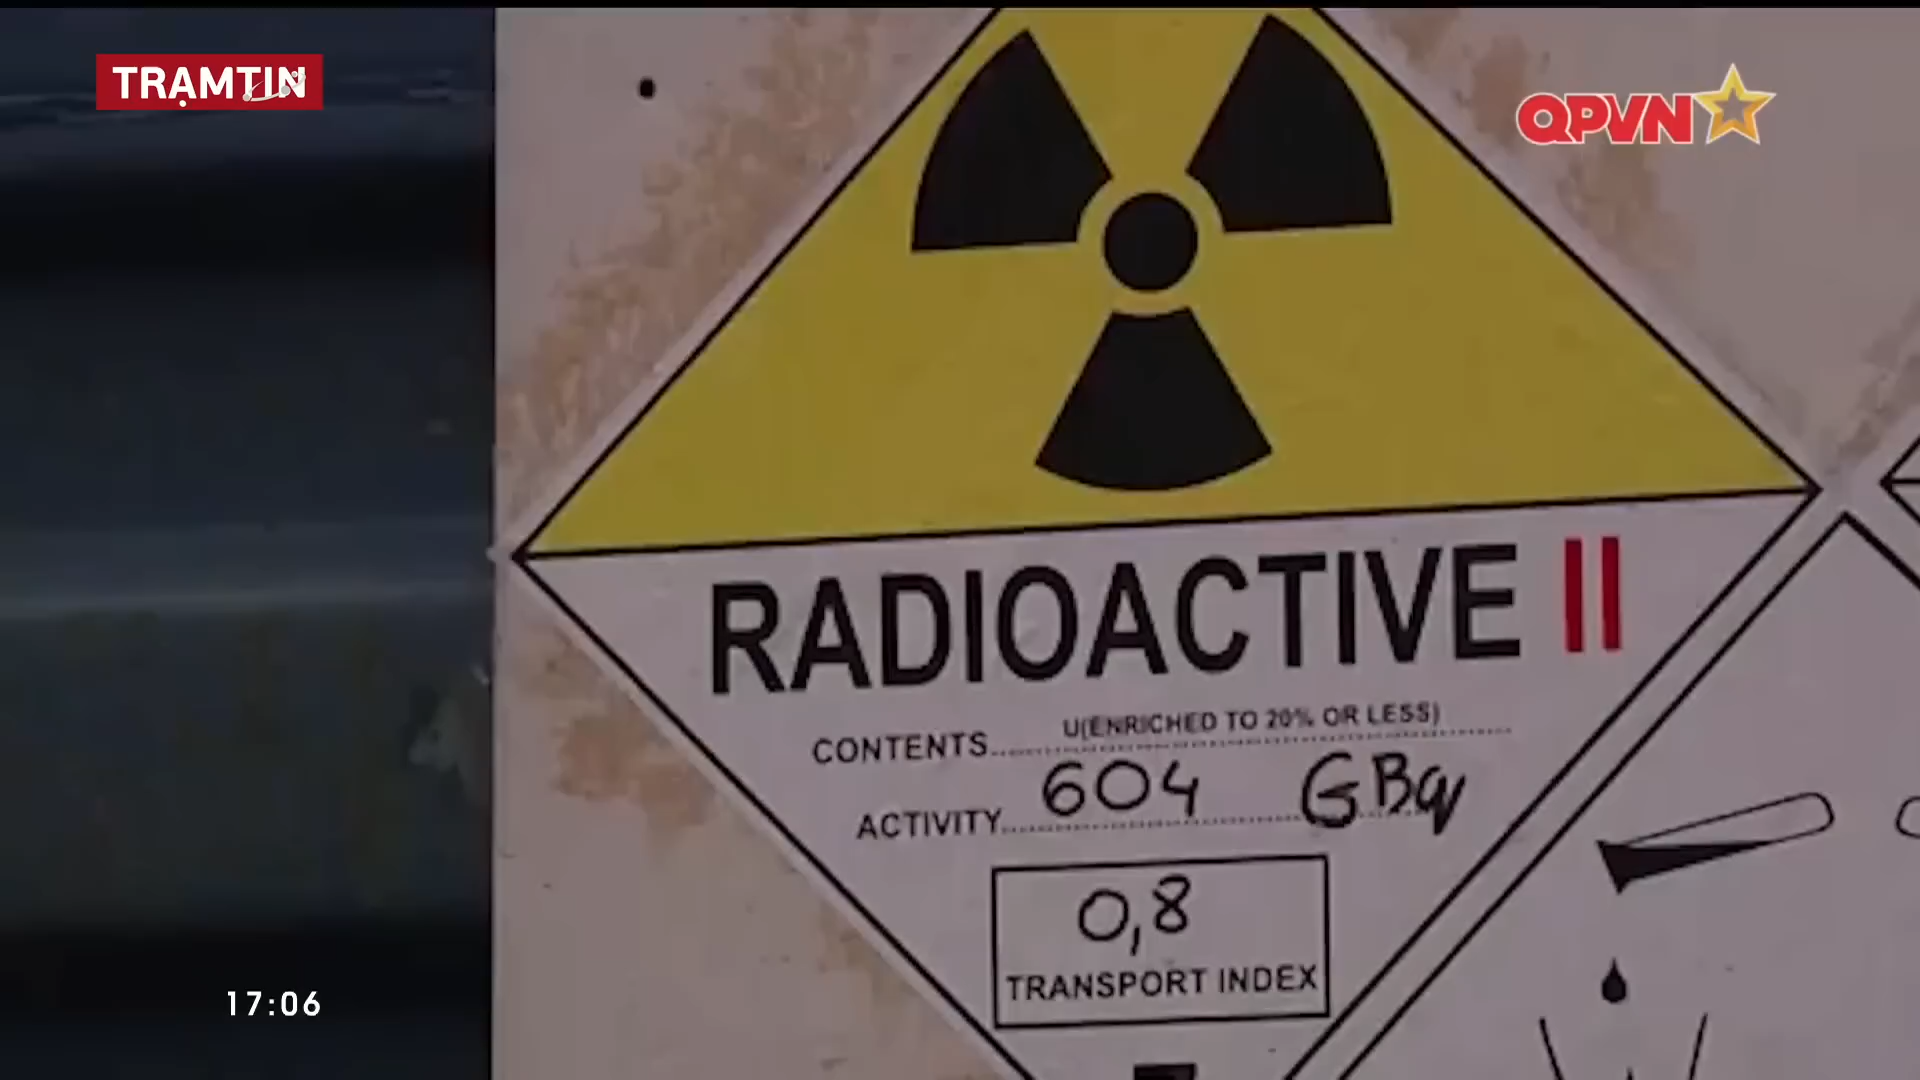 TRẠMTIN
QPVN
RADIOACTIVE II
CONTENTS U(ENRICHED TO 20% OR LESS)
ACTIVITY 604 GBq
0,8
TRANSPORT INDEX
17:06